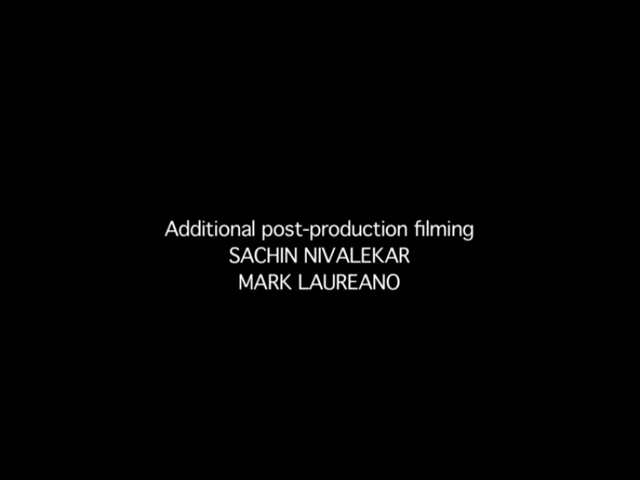 Additional post-production filming
SACHIN NIVALEKAR
MARK LAUREANO